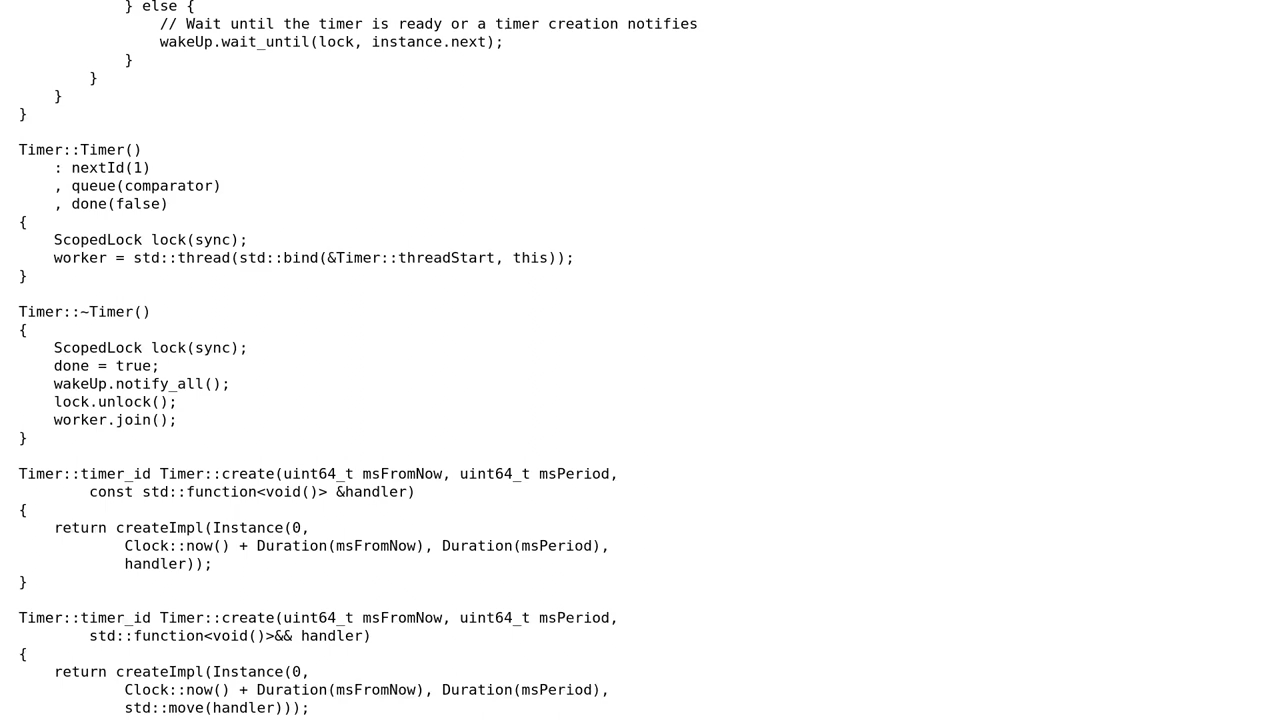 } else {
// Wait until the timer is ready or a timer creation notifies
wakeUp.wait_until(lock, instance.next);
}
}
}
}
Timer::Timer()
: nextId(1)
, queue(comparator)
, done(false)
{
ScopedLock lock(sync);
worker = std::thread(std::bind(&Timer::threadStart, this));
}
Timer::~Timer()
{
ScopedLock lock(sync);
done = true;
wakeUp.notify_all();
lock.unlock();
worker.join();
}
Timer::timer_id Timer::create(uint64_t msFromNow, uint64_t msPeriod,
const std::function<void()> &handler)
{
return createImpl(Instance(0,
Clock::now() + Duration(msFromNow), Duration(msPeriod),
handler));
}
Timer::timer_id Timer::create(uint64_t msFromNow, uint64_t msPeriod,
std::function<void()>&& handler)
{
return createImpl(Instance(0,
Clock::now() + Duration(msFromNow), Duration(msPeriod),
std::move(handler)));